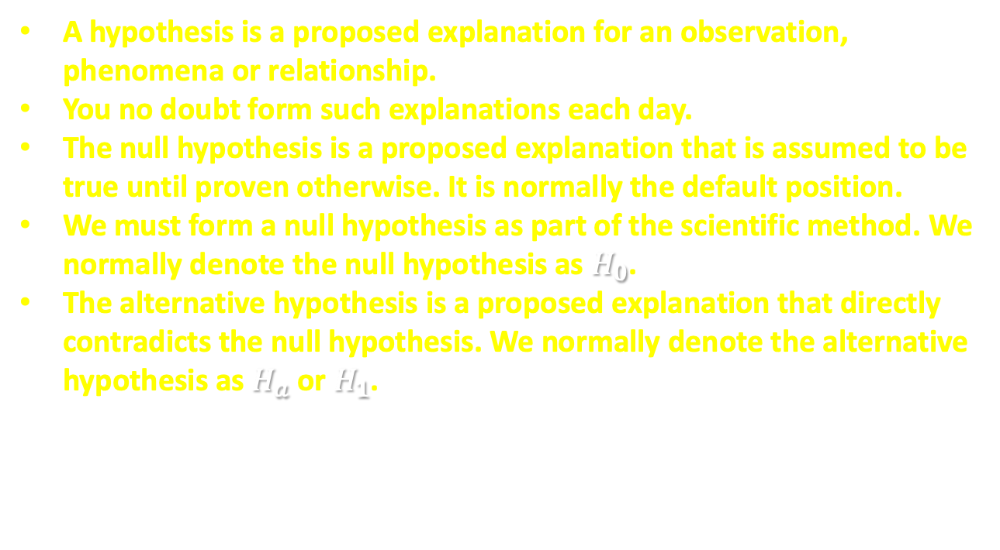 • A hypothesis is a proposed explanation for an observation,
phenomena or relationship.
• You no doubt form such explanations each day.
• The null hypothesis is a proposed explanation that is assumed to be
true until proven otherwise. It is normally the default position.
• We must form a null hypothesis as part of the scientific method. We
normally denote the null hypothesis as H₀.
• The alternative hypothesis is a proposed explanation that directly
contradicts the null hypothesis. We normally denote the alternative
hypothesis as Hₐ or H₁.